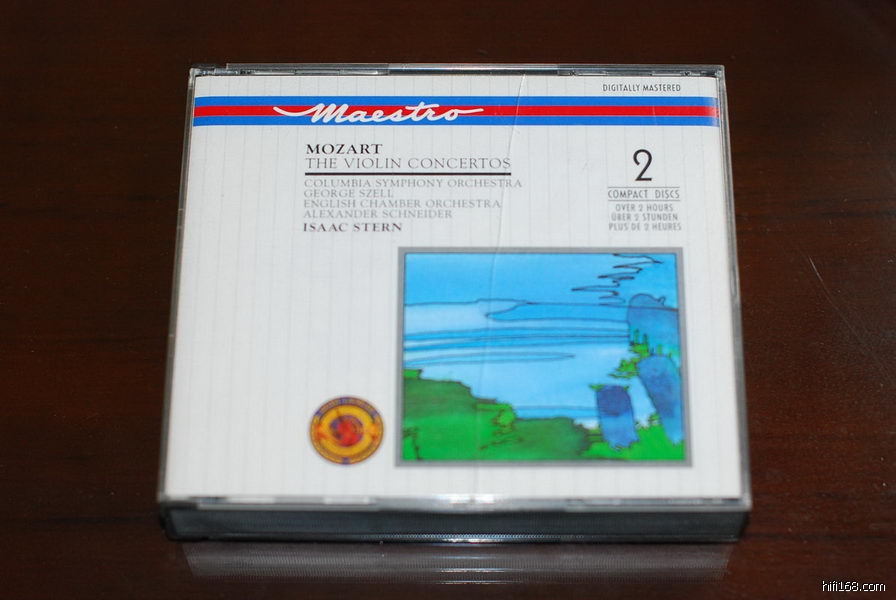 DIGITALLY MASTERED
Maestro
MOZART
THE VIOLIN CONCERTOS
COLUMBIA SYMPHONY ORCHESTRA
GEORGE SZELL
ENGLISH CHAMBER ORCHESTRA
ALEXANDER SCHNEIDER
ISAAC STERN
2
COMPACT DISCS
OVER 2 HOURS
ÜBER 2 STUNDEN
PLUS DE 2 HEURES
hifi168.com